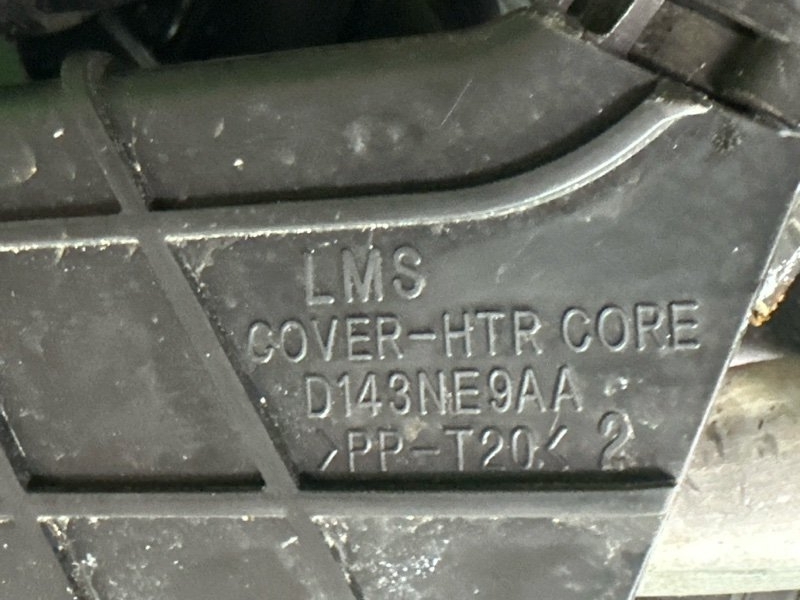 LMS
COVER-HTR CORE
D143NE9AA
>PP-T20< 2